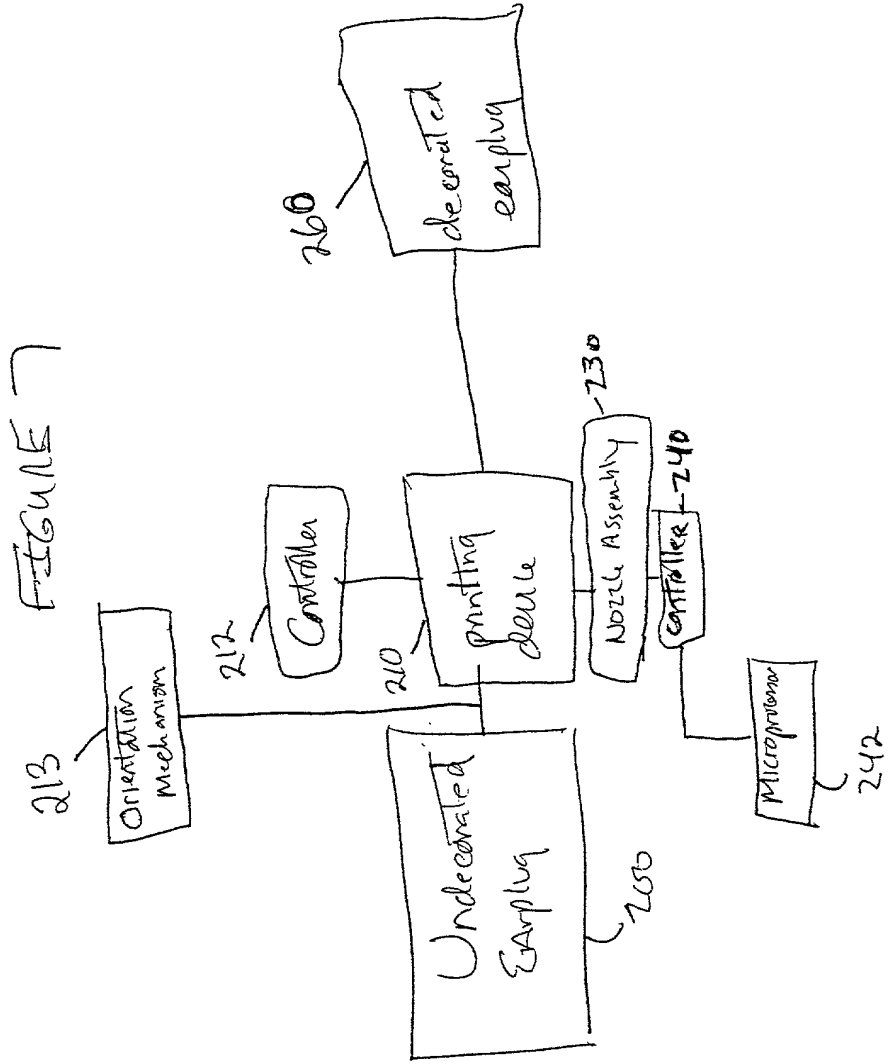 FIGURE 7
213
Orientation
Mechanism
212
Controller
210
printing
device
260
decorated
earplug
Undecorated
EArplug
200
Nozzle Assembly
230
controller
240
Microprocessor
242